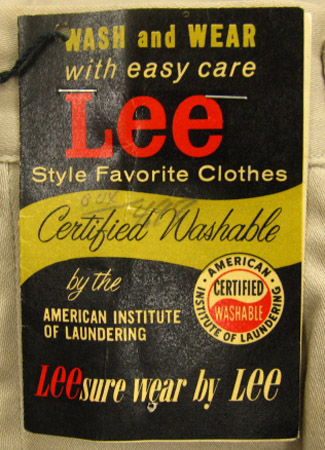 WASH and WEAR
with easy care
Lee
Style Favorite Clothes
Certified Washable
by the
AMERICAN INSTITUTE
OF LAUNDERING
AMERICAN
CERTIFIED
WASHABLE
INSTITUTE OF LAUNDERING
LEEsure wear by LEE